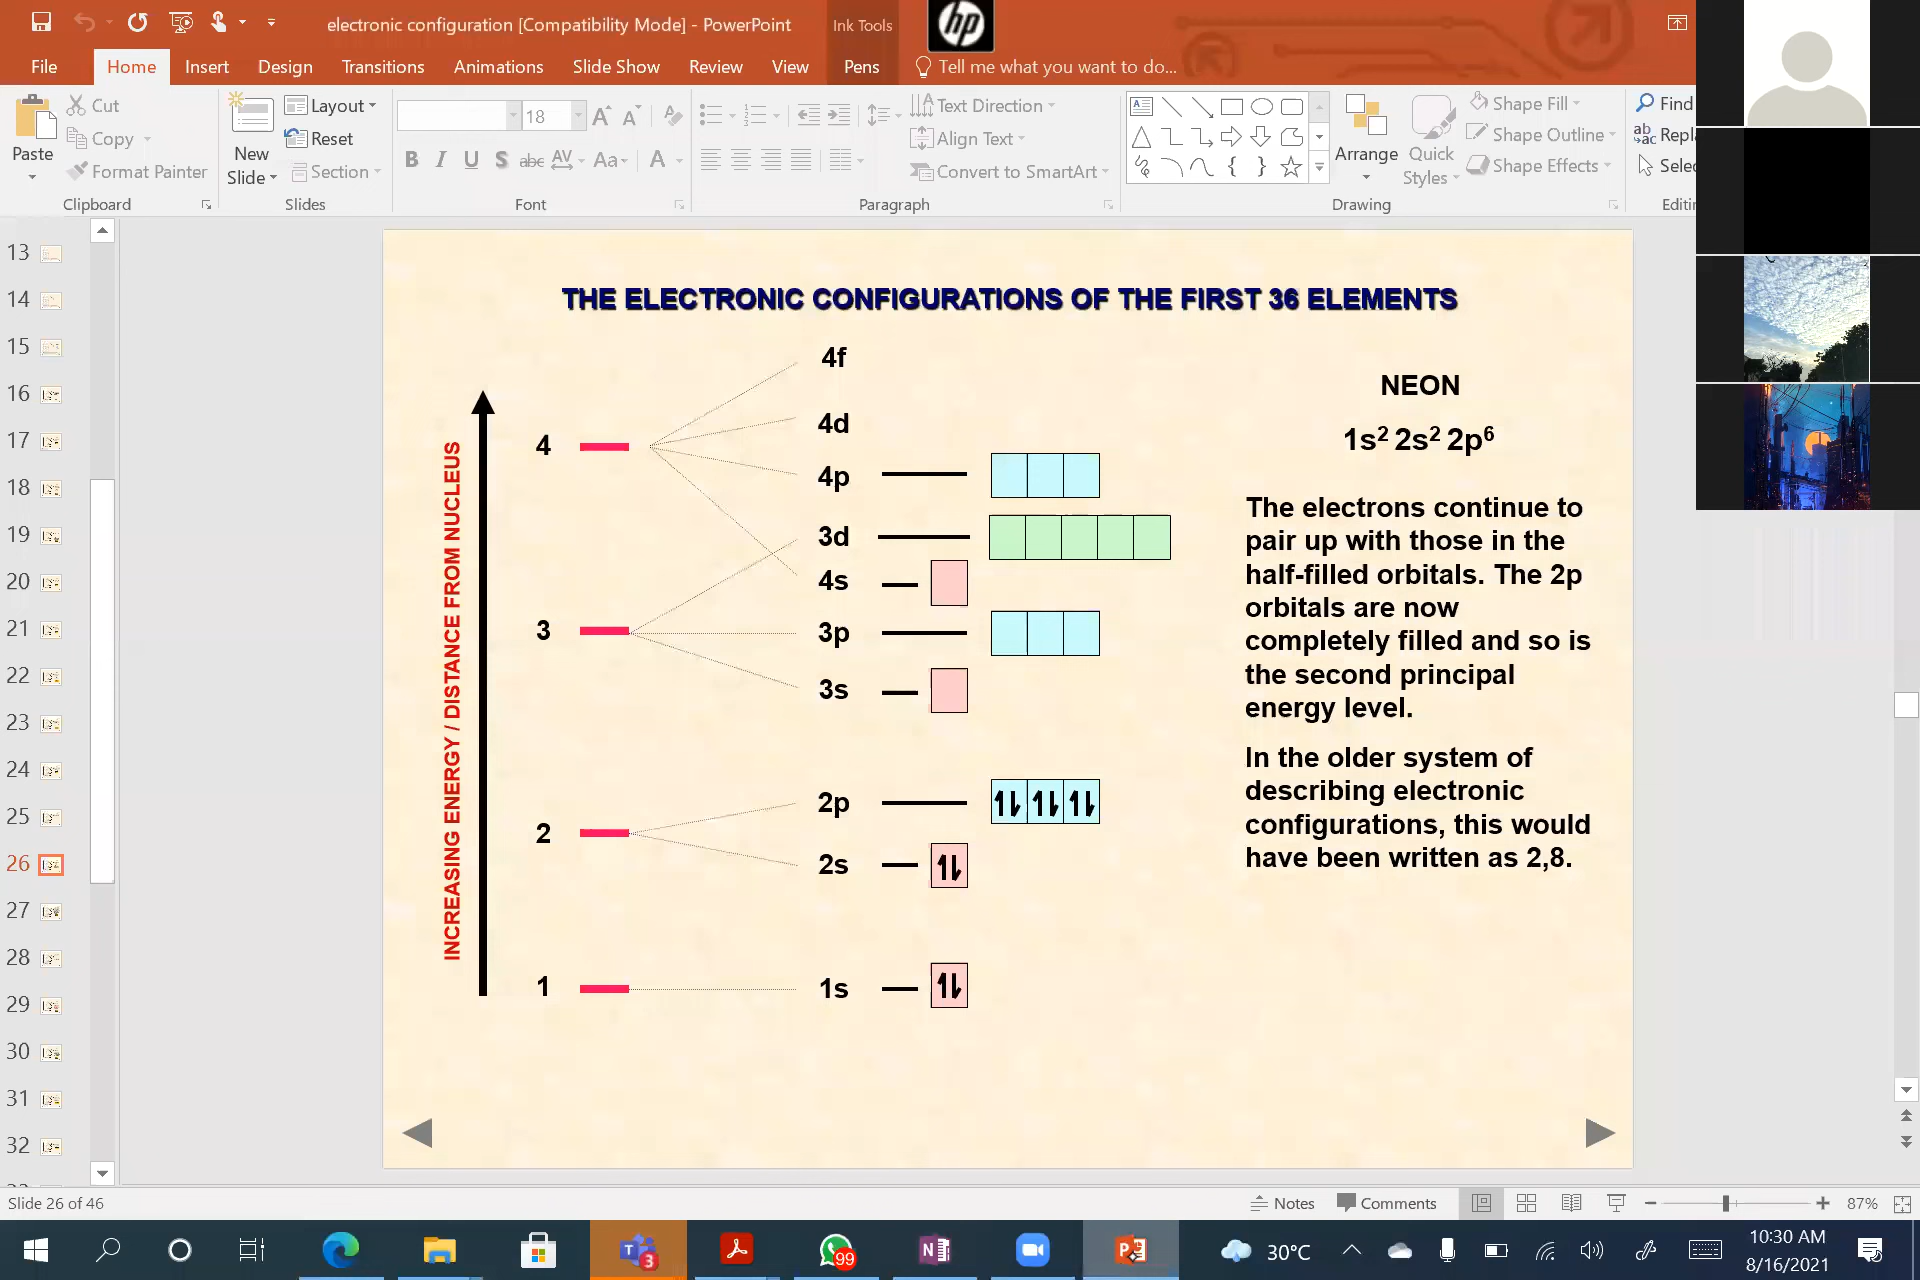 electronic configuration [Compatibility Mode] - PowerPoint
Ink Tools
hp
File
Home
Insert
Design
Transitions
Animations
Slide Show
Review
View
Pens
Tell me what you want to do...
Paste
Cut
Copy
Format Painter
Clipboard
New
Slide
Layout
Reset
Section
Slides
18
B I U S abc AV Aa A
Font
Text Direction
Align Text
Convert to SmartArt
Paragraph
Arrange
Quick
Styles
Shape Fill
Shape Outline
Shape Effects
Drawing
Find
13
14
15
16
17
18
19
20
21
22
23
24
25
26
27
28
29
30
31
32
THE ELECTRONIC CONFIGURATIONS OF THE FIRST 36 ELEMENTS
INCREASING ENERGY / DISTANCE FROM NUCLEUS
4
3
2
1
4f
4d
4p
3d
4s
3p
3s
2p
2s
1s
NEON
1s² 2s² 2p⁶
The electrons continue to
pair up with those in the
half-filled orbitals. The 2p
orbitals are now
completely filled and so is
the second principal
energy level.
In the older system of
describing electronic
configurations, this would
have been written as 2,8.
Slide 26 of 46
Notes
Comments
87%
3
99
30°C
10:30 AM
8/16/2021